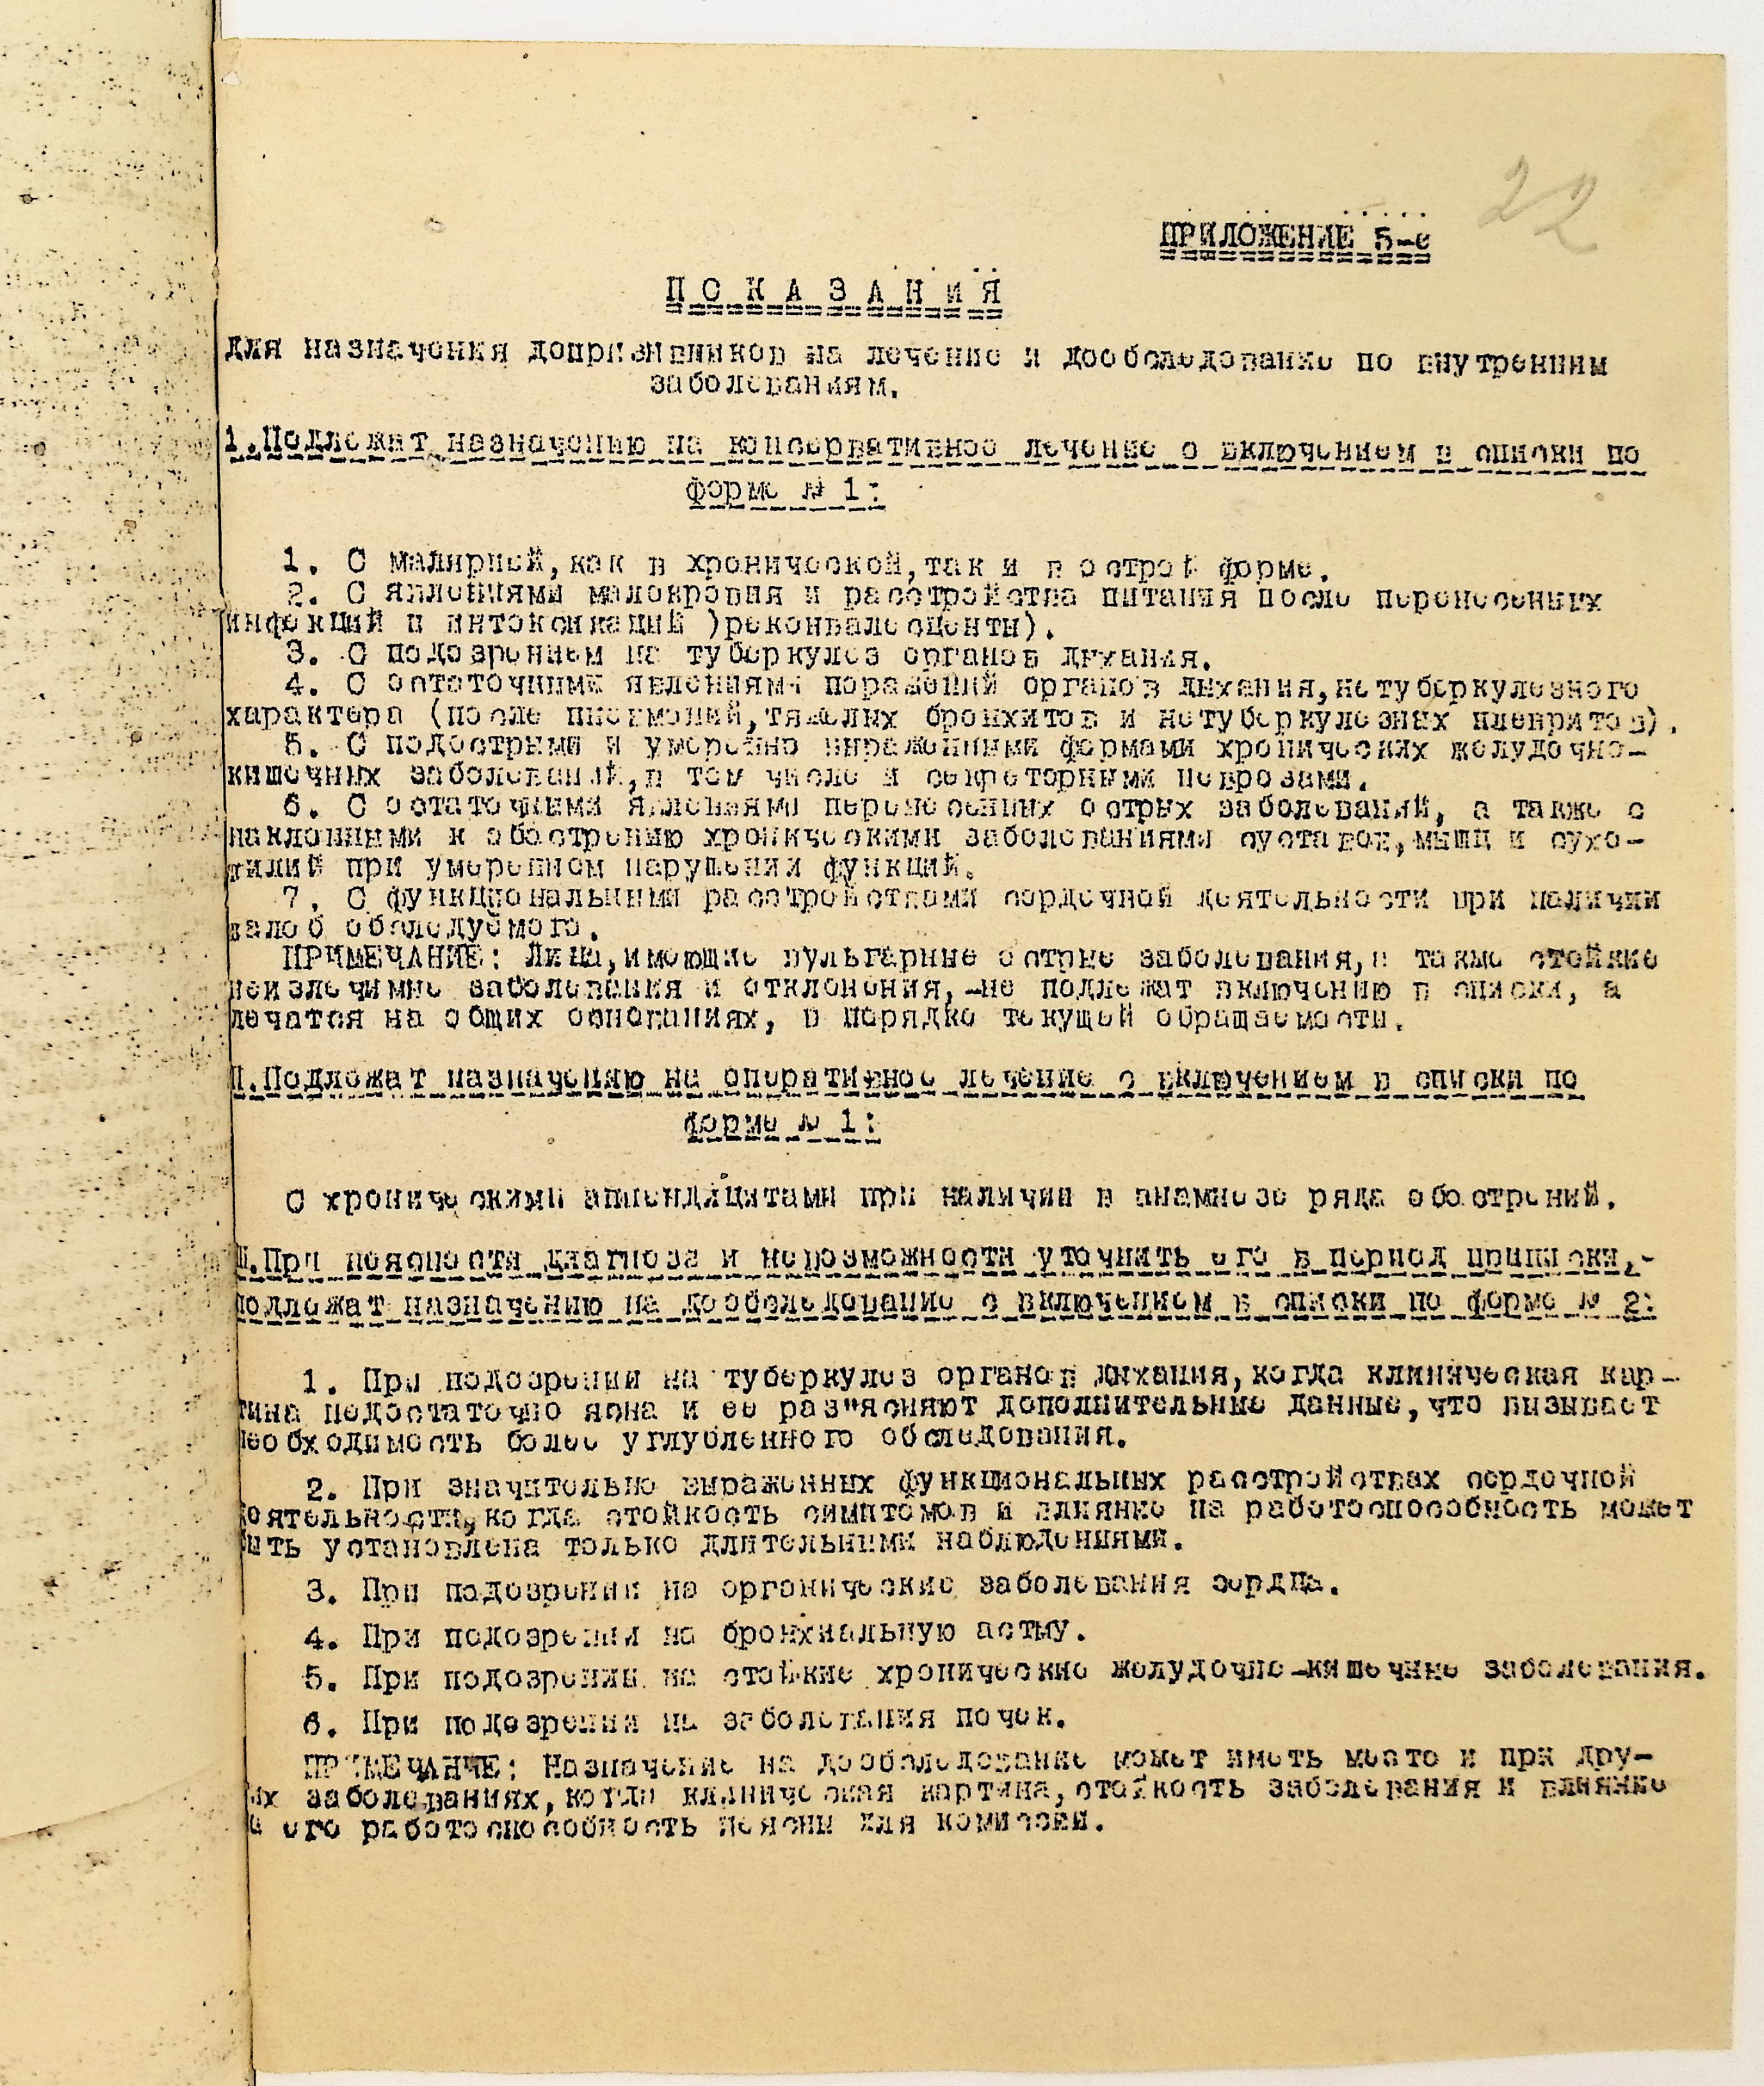 22
ПРИЛОЖЕНИЕ 5-е
ПОКАЗАНИЯ
для назначения допризывников на лечение и дообследование по внутренним
заболеваниям.
1.Подлежат назначению на консервативное лечение с включением в списки по
форме № 1:
1. С малярией,как в хронической,так и в острой форме.
2. С явлениями малокровия и расстройства питания после перенесенных
инфекций и интоксикаций )реконвалесценты).
3. С подозрением на туберкулез органов дыхания.
4. С остаточными явлениями поражений органов дыхания,нетуберкулезного
характера (после пневмоний,тяжелых бронхитов и нетуберкулезных плевритов).
5. С подострыми и умеренно выраженными формами хронических желудочно-
кишечных заболеваний,в том числе и секреторными неврозами.
6. С остаточными явлениями перенесенных острых заболеваний, а также с
наклонными к обострению хроническими заболеваниями суставов,мышц и сухо-
жилий при умеренном нарушении функций.
7. С функциональными расстройствами сердечной деятельности при наличии
жалоб обследуемого.
ПРИМЕЧАНИЕ: Лица,имеющие вульгарные острые заболевания,а также стойкие
неизлечимые заболевания и отклонения,-не подлежат включению в списки, а
лечатся на общих основаниях, в порядке текущей обращаемости.
П.Подлежат назначению на оперативное лечение с включением в списки по
форме № 1:
С хроническими аппендицитами при наличии в анамнезе ряда обострений.
Ш.При неясности диагноза и невозможности уточнить его в период приписки,-
подлежат назначению на дообследование с включением в списки по форме № 2:
1. При подозрении на туберкулез органов дыхания,когда клиническая кар-
тина недостаточно ясна и ее раз"ясняют дополнительные данные,что вызывает
необходимость более углубленного обследования.
2. При значительно выраженных функциональных расстройствах сердечной
деятельности,когда стойкость симптомов и влияние на работоспособность может
быть установлена только длительными наблюдениями.
3. При подозрении на органические заболевания сердца.
4. При подозрении на бронхиальную астму.
5. При подозрении на стойкие хронические желудочно-кишечные заболевания.
6. При подозрении на заболевания почек.
ПРИМЕЧАНИЕ: Назначение на дообследование может иметь место и при дру-
их заболеваниях,когда клиническая картина,стойкость заболевания и влияние
а его работоспособность неясны для комиссии.